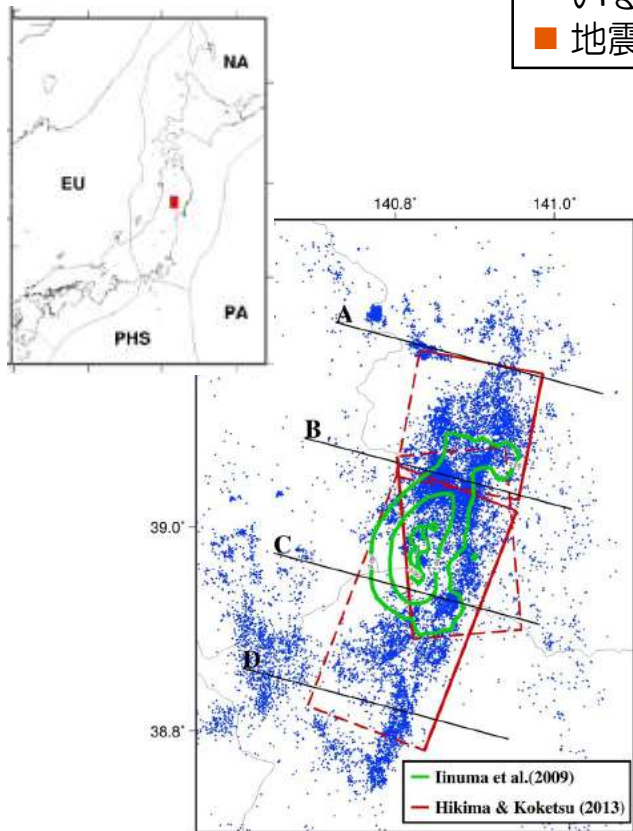 ■ 地震
NA
EU
PA
PHS
140.8°
141.0°
A
B
39.0°
C
D
38.8°
Iinuma et al.(2009)
Hikima & Koketsu (2013)